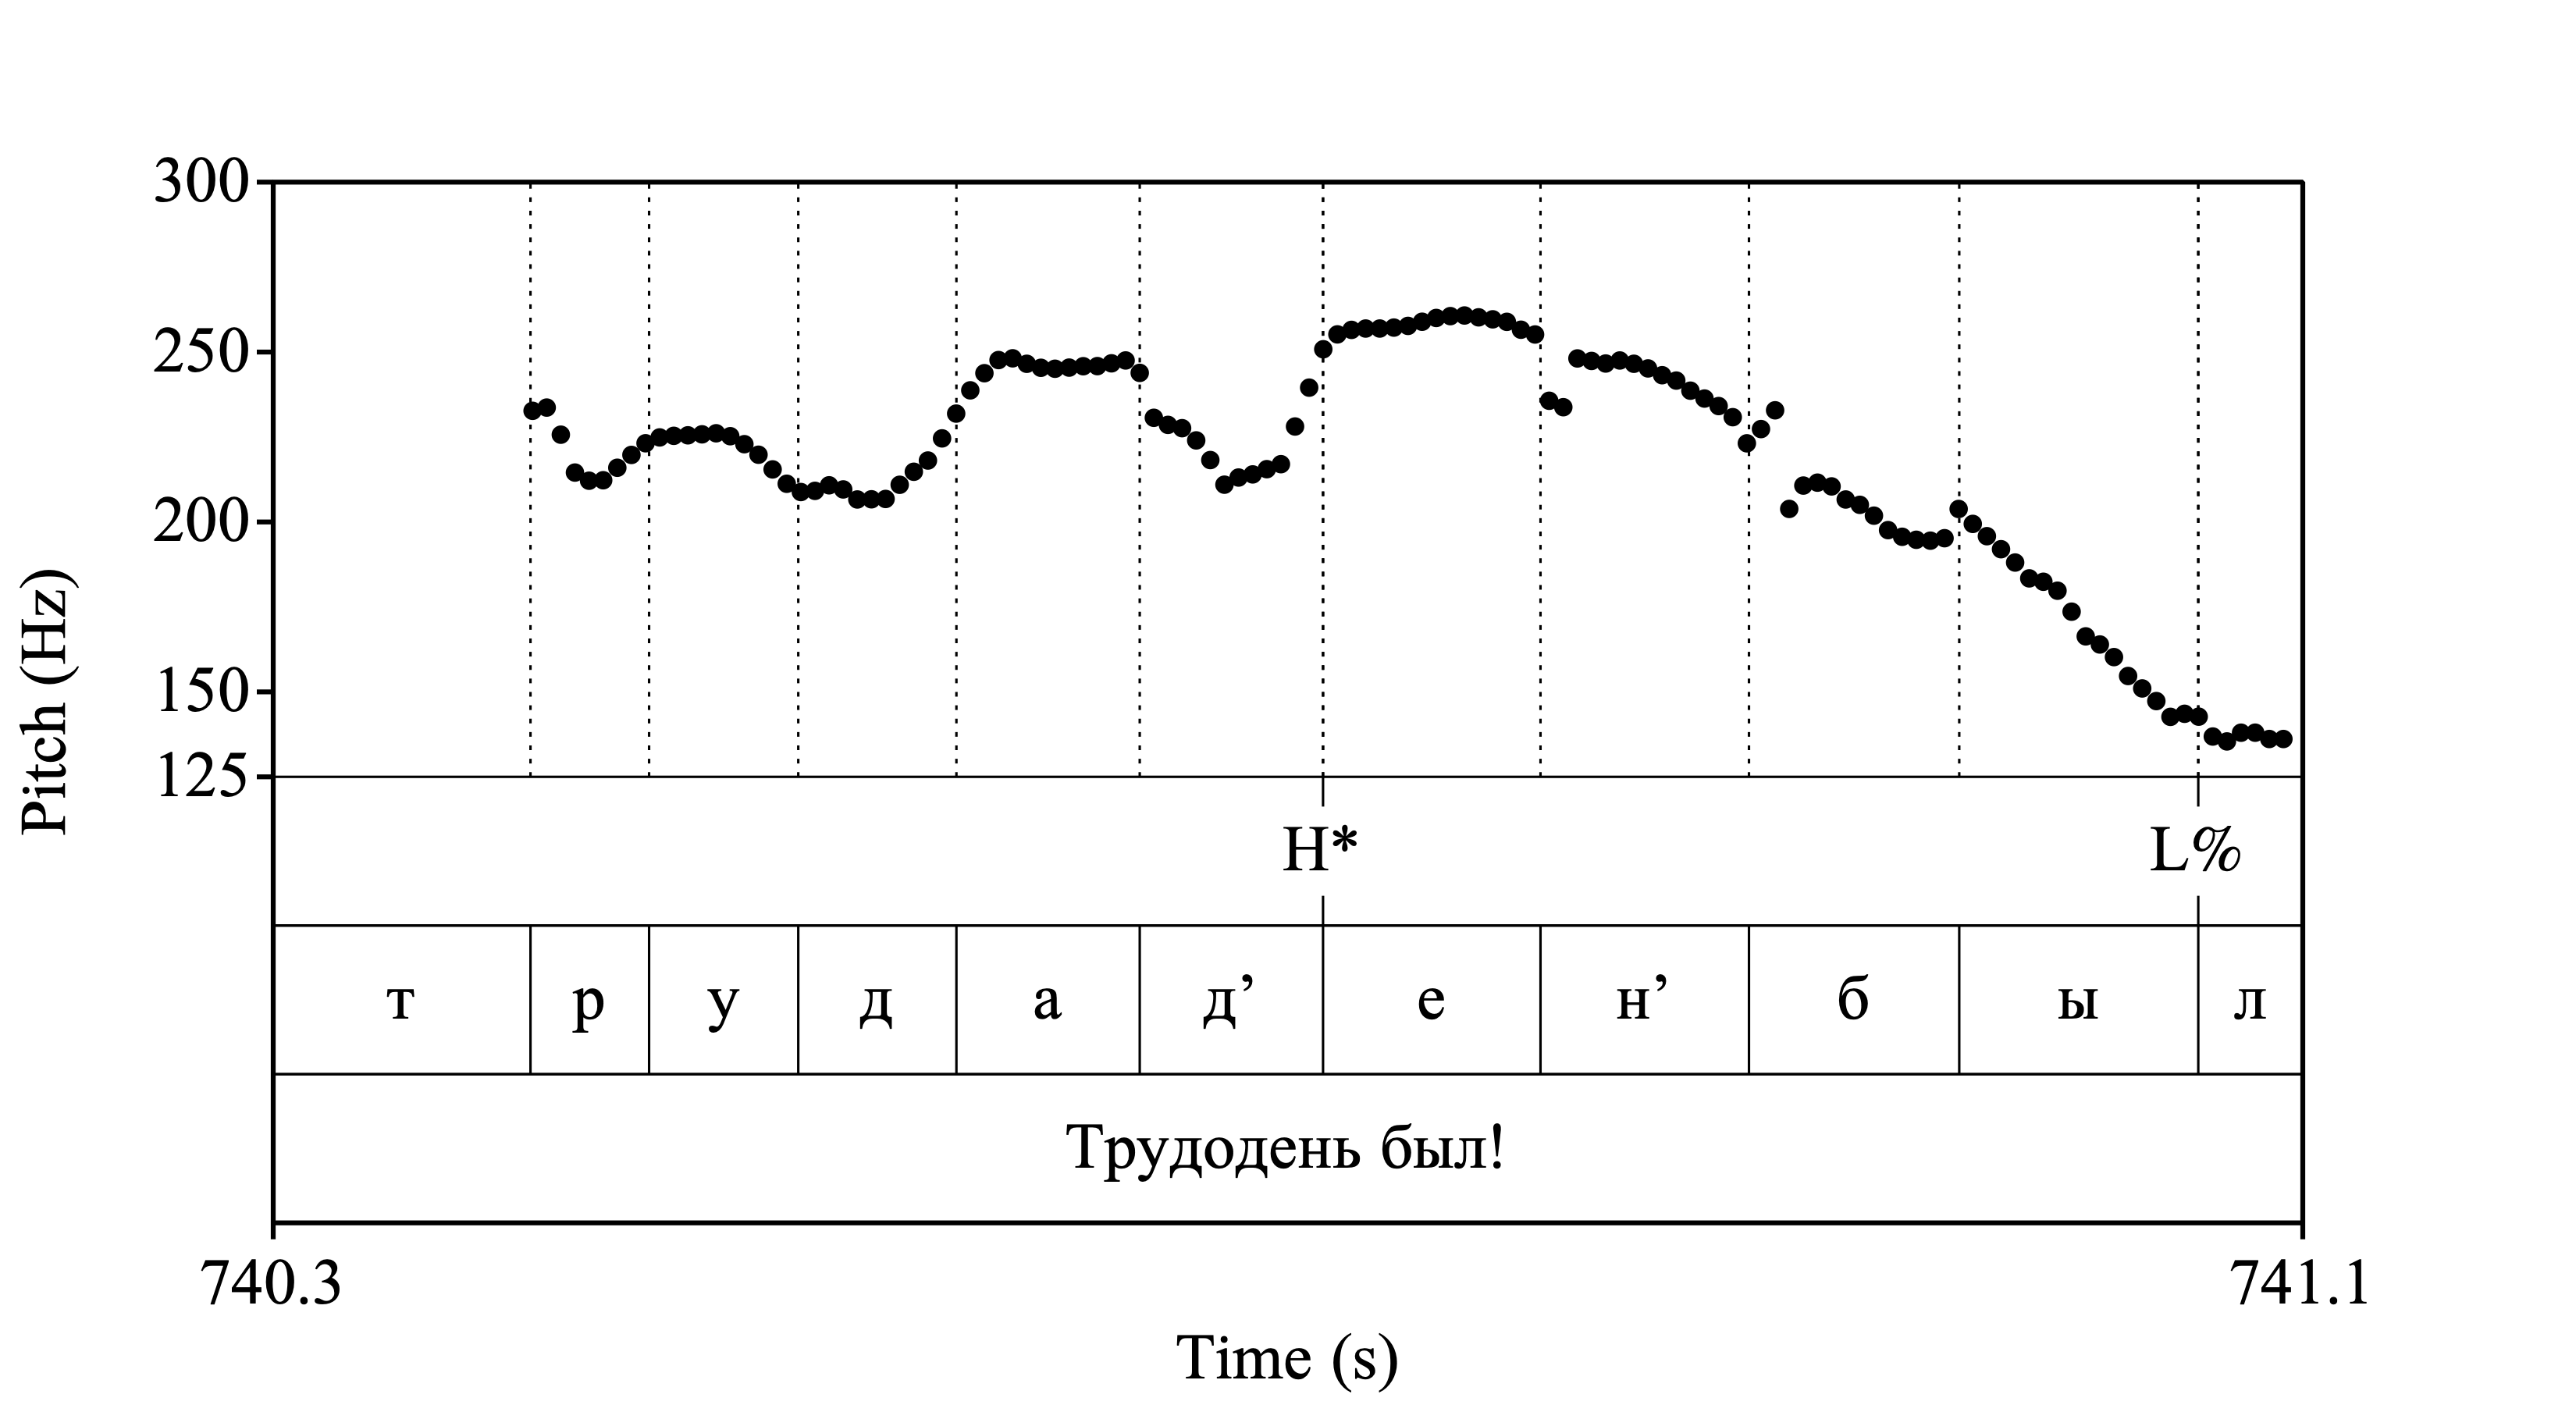 300
250
200
150
125
Pitch (Hz)
H* L%
т р у д а д’ е н’ б ы л
Трудодень был!
740.3 741.1
Time (s)